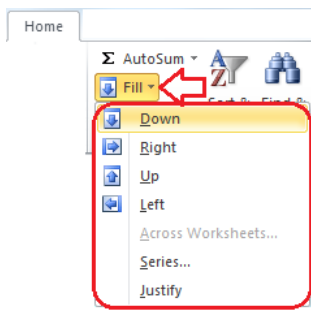 Home
Σ AutoSum
Fill
Down
Right
Up
Left
Across Worksheets...
Series...
Justify